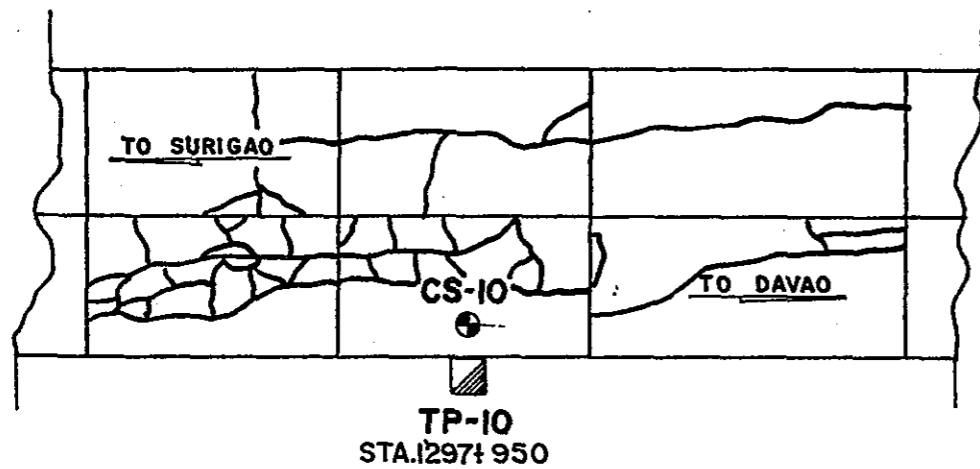 TO SURIGAO
CS-10
TO DAVAO
TP-10
STA.1297+950